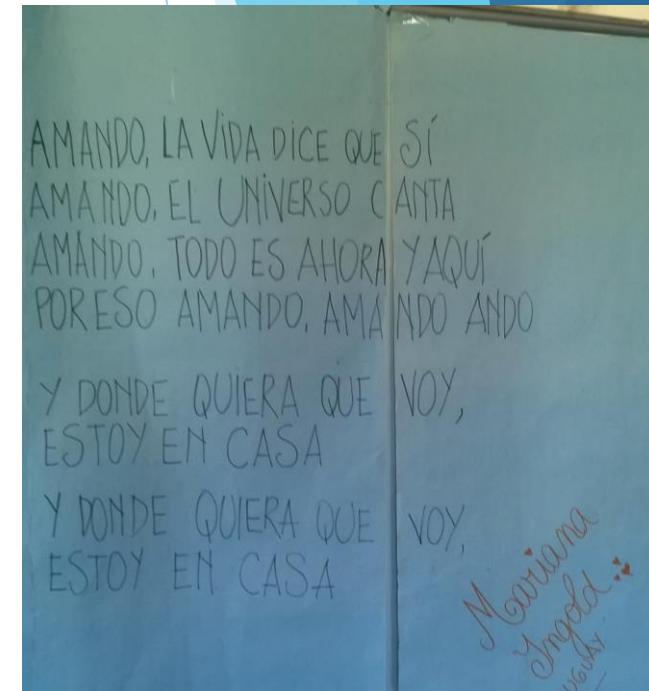 AMANDO, LA VIDA DICE QUE SÍ
AMANDO, EL UNIVERSO CANTA
AMANDO, TODO ES AHORA Y AQUÍ
POR ESO AMANDO, AMANDO ANDO
Y DONDE QUIERA QUE VOY,
ESTOY EN CASA
Y DONDE QUIERA QUE VOY,
ESTOY EN CASA
Mariana
Ingold